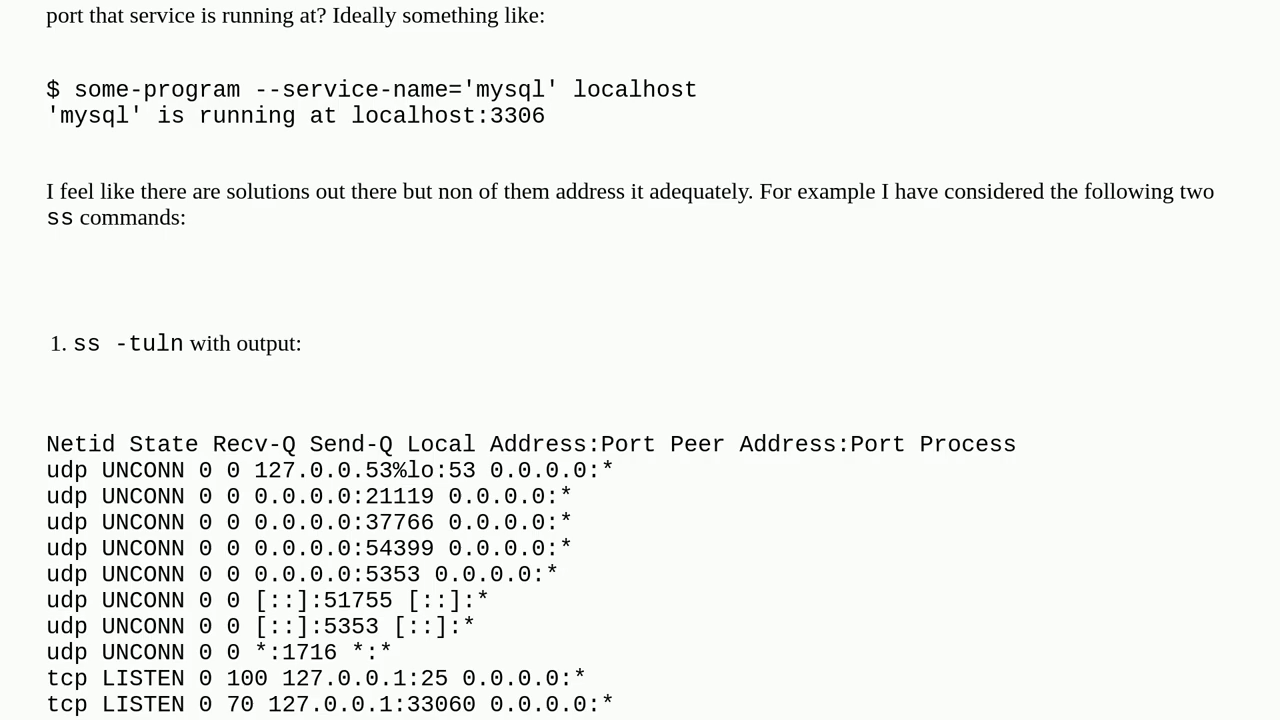 port that service is running at? Ideally something like:
$ some-program --service-name='mysql' localhost
'mysql' is running at localhost:3306
I feel like there are solutions out there but non of them address it adequately. For example I have considered the following two
ss commands:
1. ss -tuln with output:
Netid State Recv-Q Send-Q Local Address:Port Peer Address:Port Process
udp UNCONN 0 0 127.0.0.53%lo:53 0.0.0.0:*
udp UNCONN 0 0 0.0.0.0:21119 0.0.0.0:*
udp UNCONN 0 0 0.0.0.0:37766 0.0.0.0:*
udp UNCONN 0 0 0.0.0.0:54399 0.0.0.0:*
udp UNCONN 0 0 0.0.0.0:5353 0.0.0.0:*
udp UNCONN 0 0 [::]:51755 [::]:*
udp UNCONN 0 0 [::]:5353 [::]:*
udp UNCONN 0 0 *:1716 *:*
tcp LISTEN 0 100 127.0.0.1:25 0.0.0.0:*
tcp LISTEN 0 70 127.0.0.1:33060 0.0.0.0:*